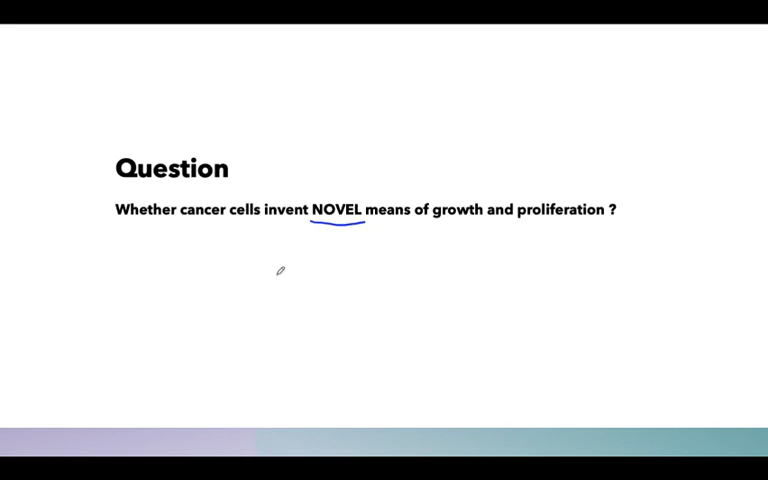 Question
Whether cancer cells invent NOVEL means of growth and proliferation ?